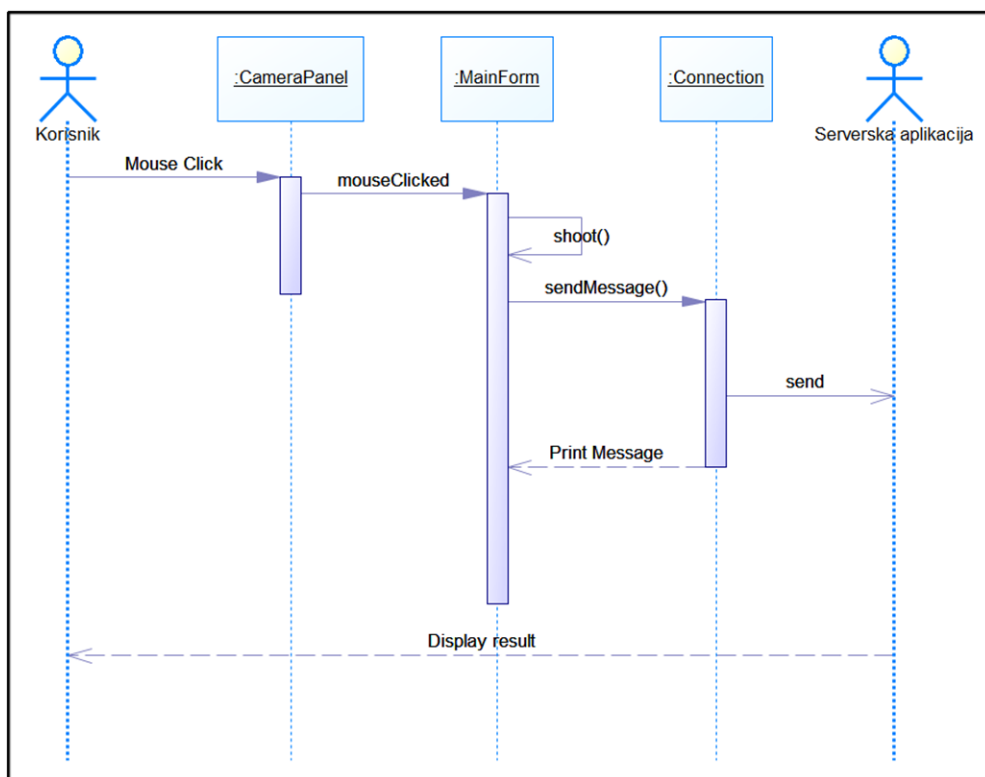 :CameraPanel
:MainForm
:Connection
Korisnik
Serverska aplikacija
Mouse Click
mouseClicked
shoot()
sendMessage()
send
Print Message
Display result